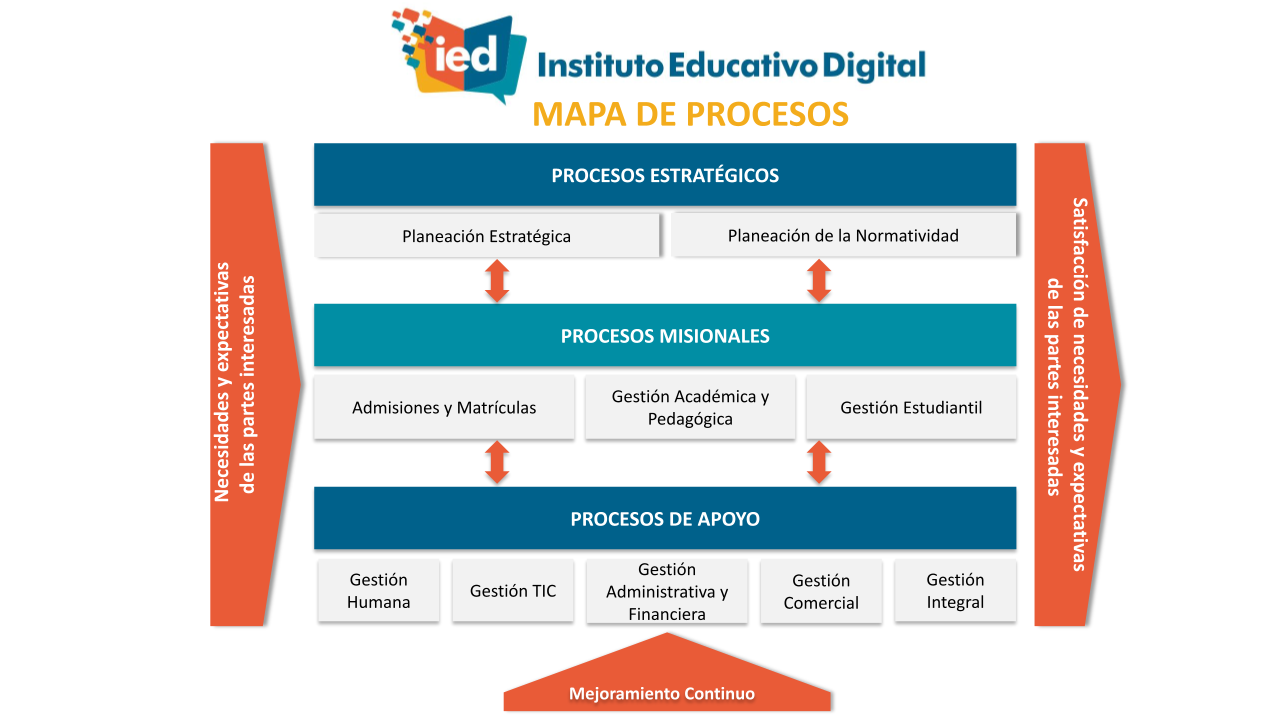 ied
Instituto Educativo Digital
MAPA DE PROCESOS
Necesidades y expectativas
de las partes interesadas
PROCESOS ESTRATÉGICOS
Planeación Estratégica
Planeación de la Normatividad
PROCESOS MISIONALES
Admisiones y Matrículas
Gestión Académica y
Pedagógica
Gestión Estudiantil
PROCESOS DE APOYO
Gestión
Humana
Gestión TIC
Gestión
Administrativa y
Financiera
Gestión
Comercial
Gestión
Integral
Satisfacción de necesidades y expectativas
de las partes interesadas
Mejoramiento Continuo